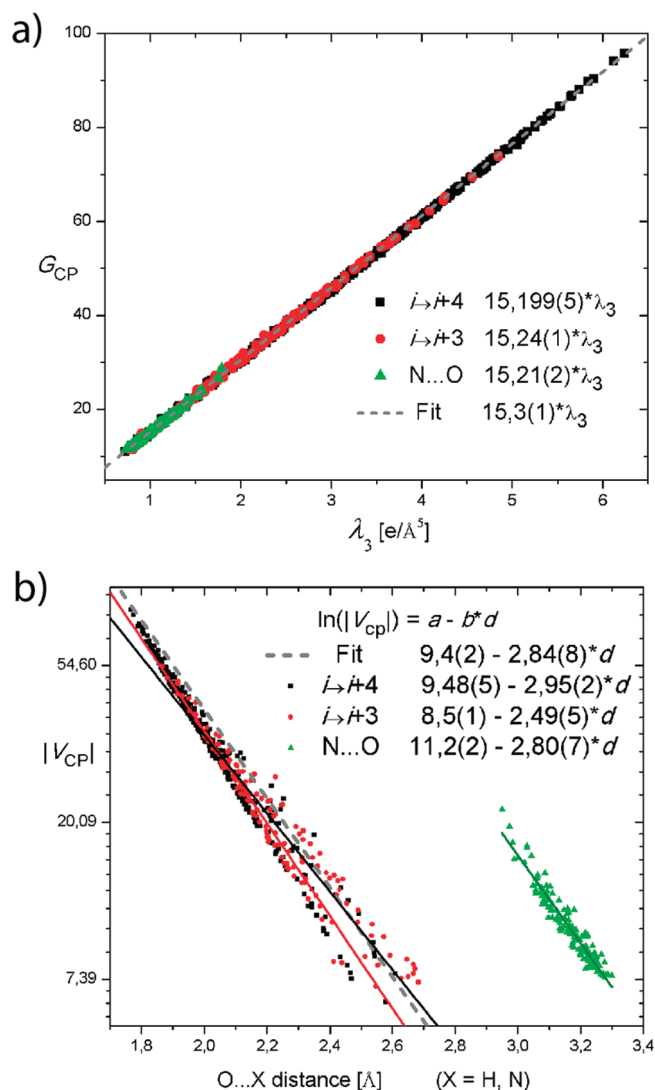 a)
100
80
60
40
20
G_CP
i→i+4 15,199(5)*λ₃
i→i+3 15,24(1)*λ₃
N...O 15,21(2)*λ₃
Fit 15,3(1)*λ₃
1 2 3 4 5 6
λ₃ [e/Å⁵]
b)
ln(|V_cp|) = a - b*d
Fit 9,4(2) - 2,84(8)*d
i→i+4 9,48(5) - 2,95(2)*d
i→i+3 8,5(1) - 2,49(5)*d
N...O 11,2(2) - 2,80(7)*d
54,60
|V_CP|
20,09
7,39
1,8 2,0 2,2 2,4 2,6 2,8 3,0 3,2 3,4
O...X distance [Å] (X = H, N)